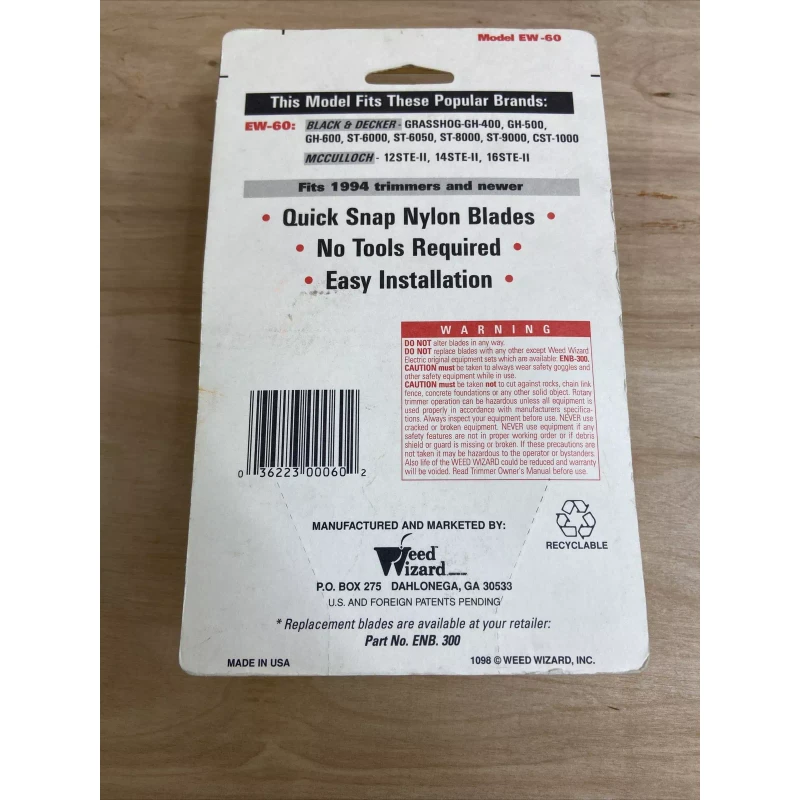 Model EW-60
This Model Fits These Popular Brands:
EW-60: BLACK & DECKER - GRASSHOG-GH-400, GH-500,
GH-600, ST-6000, ST-6050, ST-8000, ST-9000, CST-1000
MCCULLOCH - 12STE-II, 14STE-II, 16STE-II
Fits 1994 trimmers and newer
• Quick Snap Nylon Blades •
• No Tools Required •
• Easy Installation •
WARNING
DO NOT alter blades in any way.
DO NOT replace blades with any other except Weed Wizard
Electric original equipment sets which are available: ENB-300.
CAUTION must be taken to always wear safety goggles and
other safety equipment while in use.
CAUTION must be taken not to cut against rocks, chain link
fence, concrete foundations or any other solid object. Rotary
trimmer operation can be hazardous unless all equipment is
used properly in accordance with manufacturers specifica-
tions. Always inspect your equipment before use. NEVER use
cracked or broken equipment. NEVER use equipment if any
safety features are not in proper working order or if debris
shield or guard is missing or broken. If these precautions are
not taken it may be hazardous to the operator or bystanders.
Also life of the WEED WIZARD could be reduced and warranty
will be voided. Read Trimmer Owner's Manual before use.
0 36223 00060 2
MANUFACTURED AND MARKETED BY:
Weed
Wizard
RECYCLABLE
P.O. BOX 275 DAHLONEGA, GA 30533
U.S. AND FOREIGN PATENTS PENDING
* Replacement blades are available at your retailer:
Part No. ENB. 300
MADE IN USA
1098 © WEED WIZARD, INC.